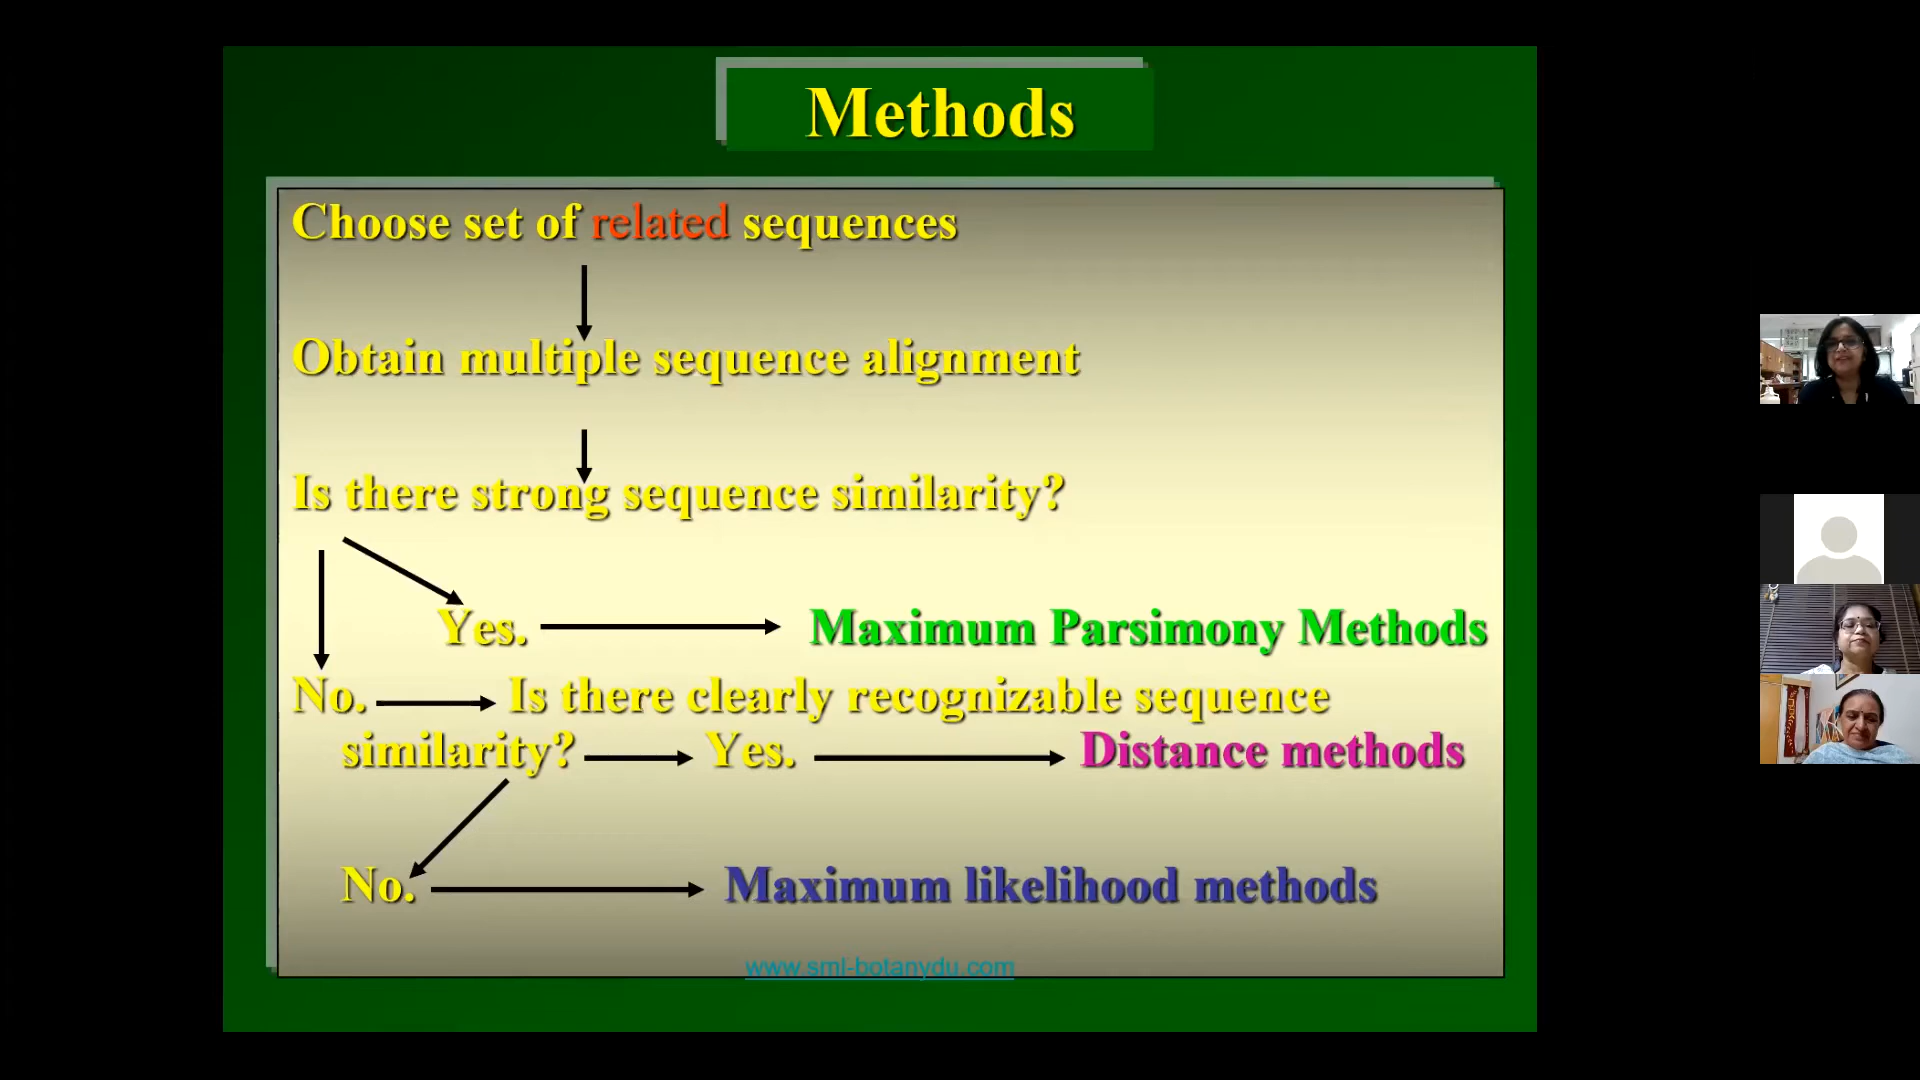 Methods
Choose set of related sequences
Obtain multiple sequence alignment
Is there strong sequence similarity?
Yes. Maximum Parsimony Methods
No. Is there clearly recognizable sequence
similarity? Yes. Distance methods
No. Maximum likelihood methods
www.sml-botanydu.com